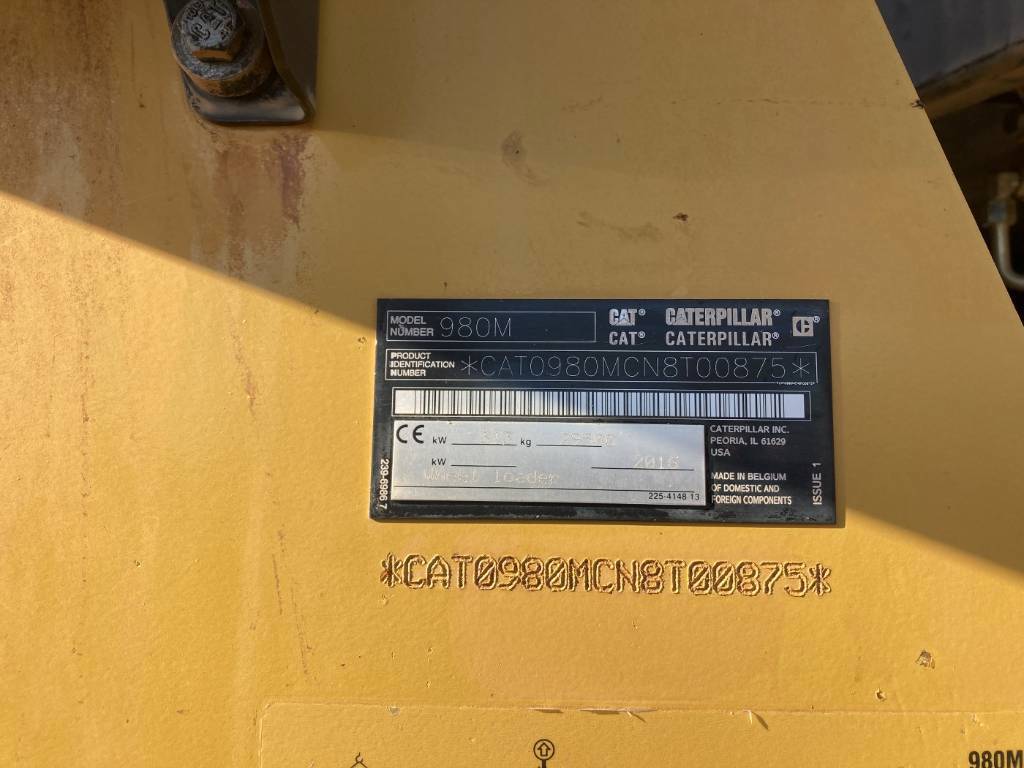 CAT
MODEL NUMBER 980M
CAT® CATERPILLAR® C®
CAT® CATERPILLAR®
PRODUCT IDENTIFICATION NUMBER *CAT0980MCN8T00875*
CE kW kg
kW 2016
Wheel loader
225-4148 13
239-6986 7
CATERPILLAR INC.
PEORIA, IL 61629
USA
MADE IN BELGIUM
OF DOMESTIC AND
FOREIGN COMPONENTS
ISSUE 1
*CAT0980MCN8T00875*
980M